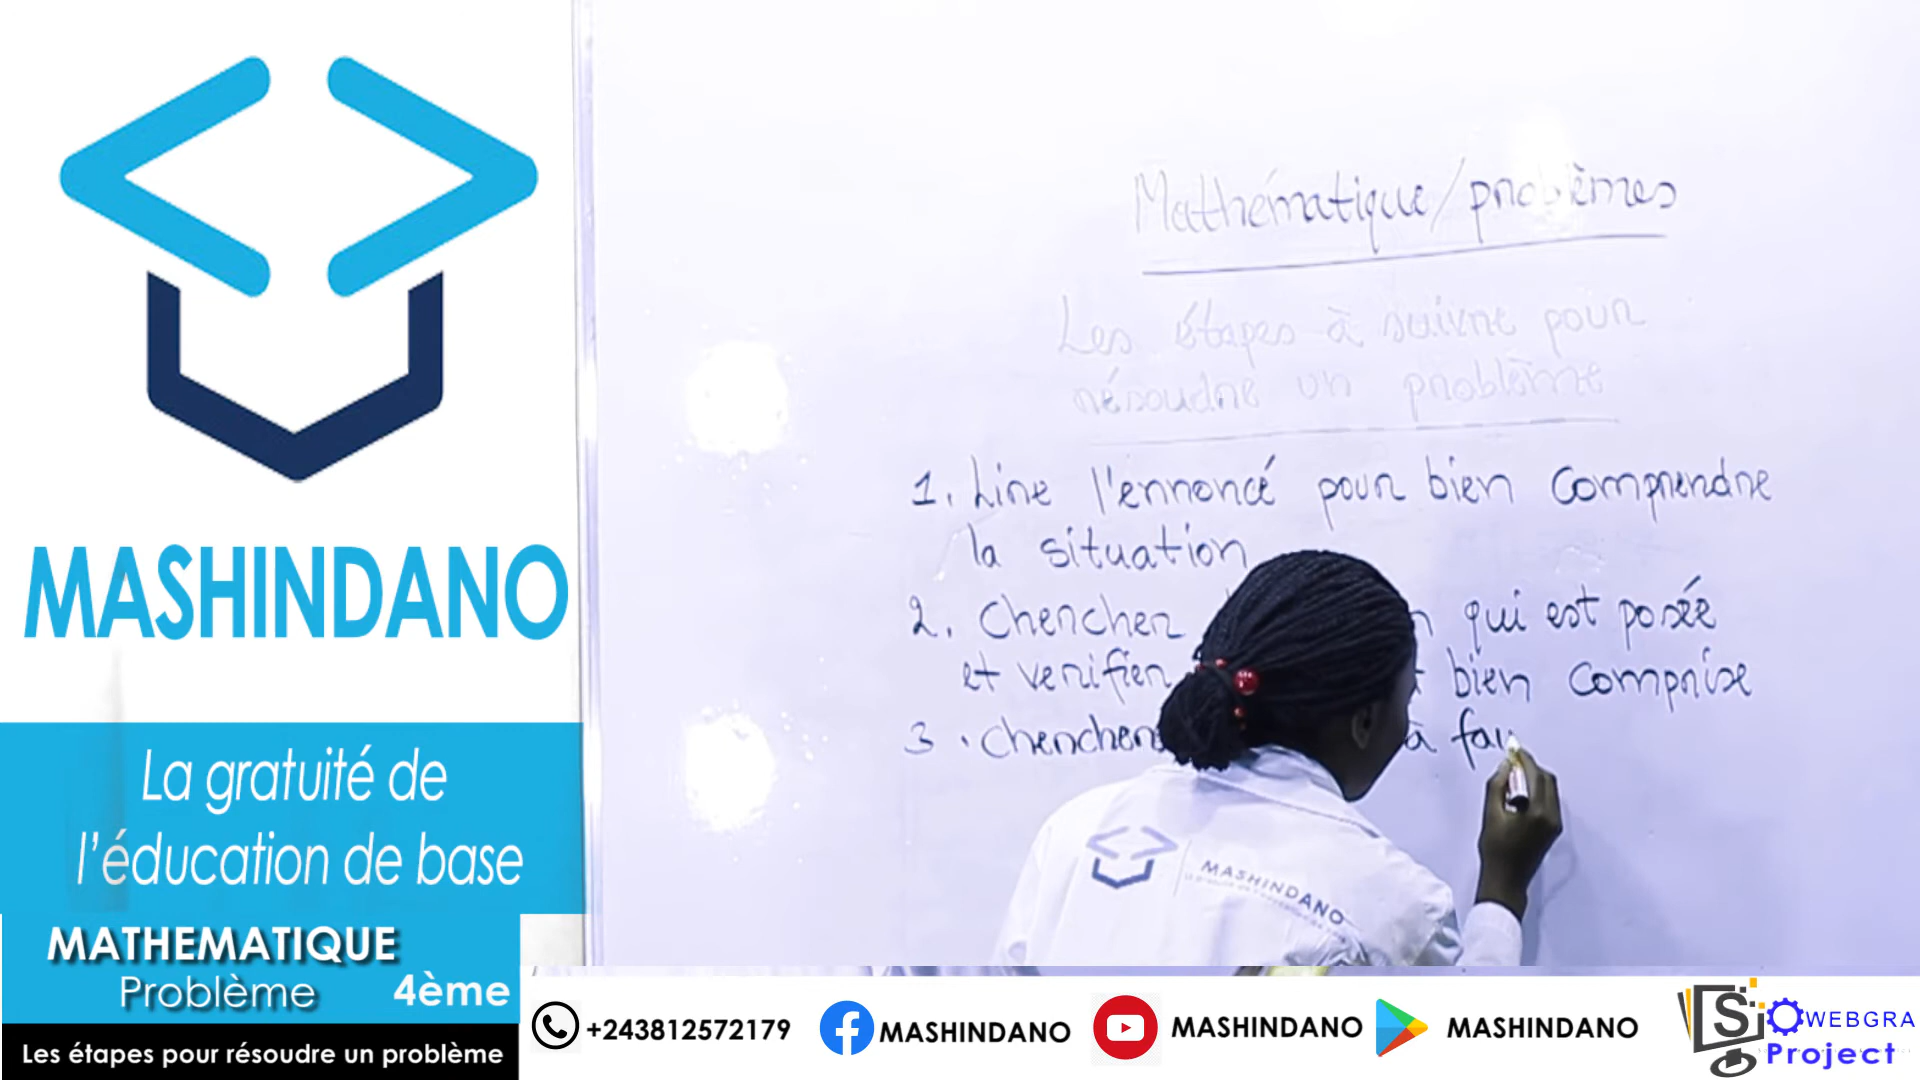 MASHINDANO
La gratuité de
l'éducation de base
MATHEMATIQUE
Problème 4ème
Les étapes pour résoudre un problème
Mathématique/problèmes
Les étapes à suivre pour
résoudre un problème
1. Lire l'ennoncé pour bien comprendre
la situation
2. Chercher qui est posée
et verifier bien comprise
3. Chercher à fai
MASHINDANO
+243812572179 MASHINDANO MASHINDANO MASHINDANO
SiOWEBGRA
Project